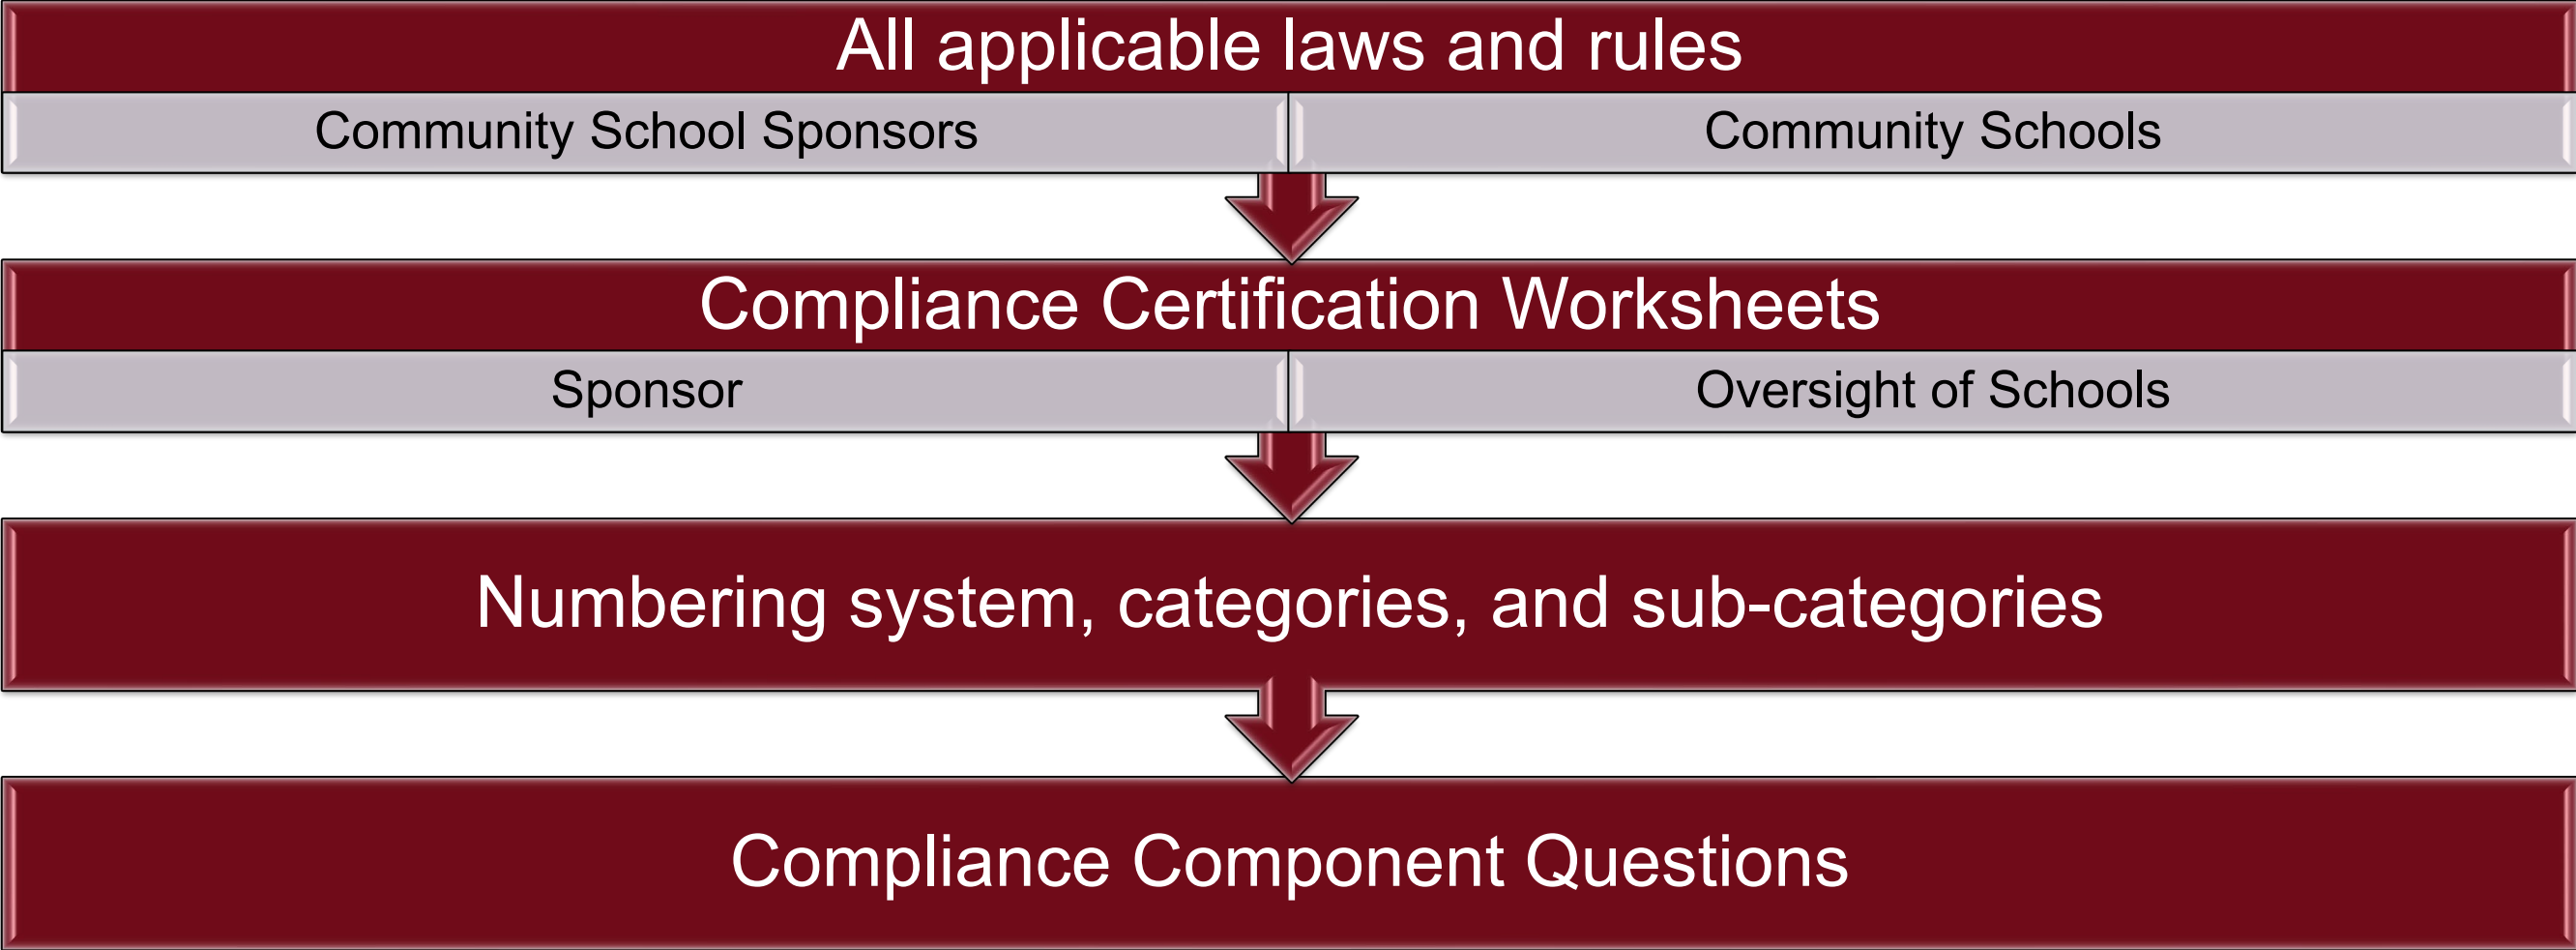 All applicable laws and rules
Community School Sponsors
Community Schools
Compliance Certification Worksheets
Sponsor
Oversight of Schools
Numbering system, categories, and sub-categories
Compliance Component Questions